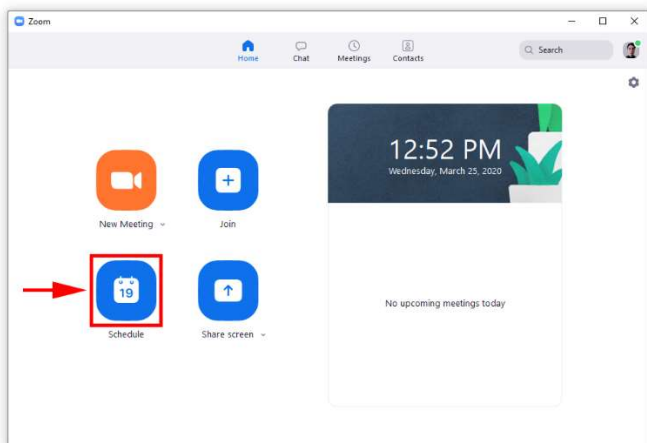 Zoom
Home
Chat
Meetings
Contacts
Search
12:52 PM
Wednesday, March 25, 2020
New Meeting
Join
19
Schedule
Share screen
No upcoming meetings today